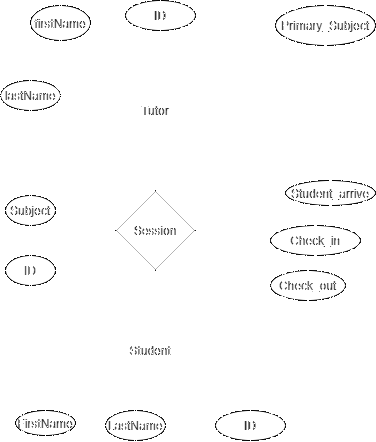 firstName
ID
Primary_Subject
lastName
Tutor
Student_arrive
Subject
Session
Check_in
ID
Check_out
Student
FirstName
LastName
ID